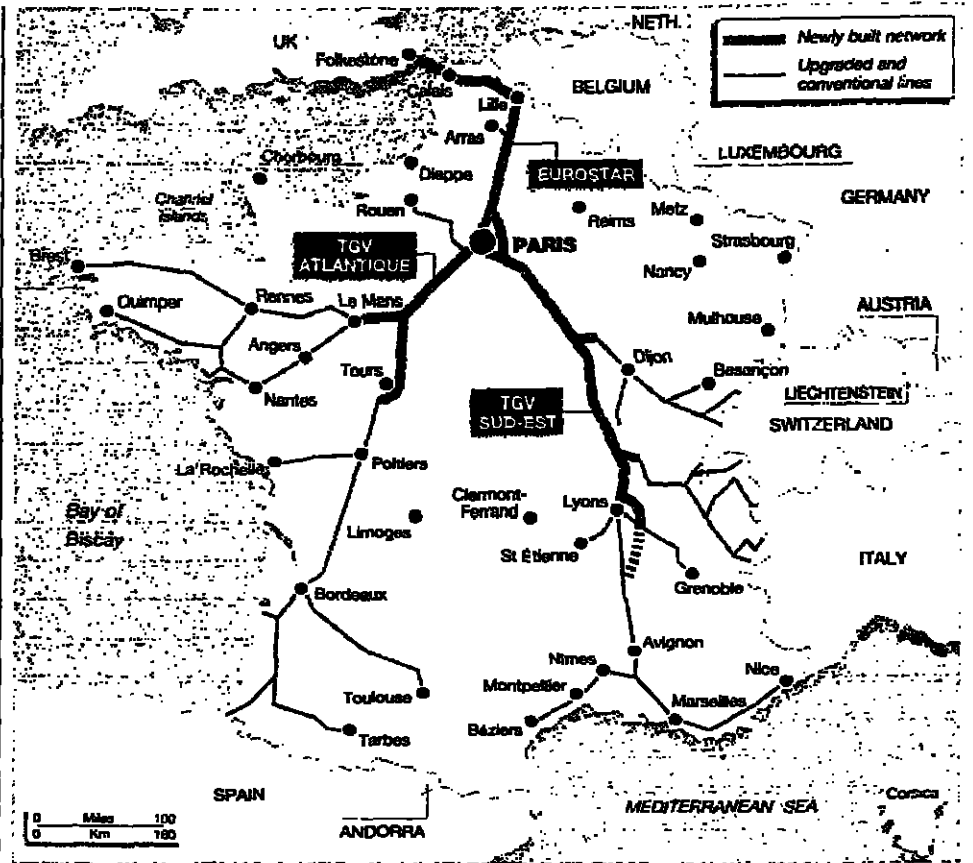 NETH.
UK
Newly built network
Folkestone
Upgraded and
conventional lines
Calais
BELGIUM
Lille
Arras
LUXEMBOURG
Cherbourg
Dieppe
EUROSTAR
GERMANY
Channel
Islands
Rouen
Reims
Metz
Strasbourg
PARIS
TGV
ATLANTIQUE
Nancy
Brest
Quimper
Rennes
Le Mans
AUSTRIA
Mulhouse
Angers
Dijon
Tours
Besançon
Nantes
LIECHTENSTEIN
TGV
SUD-EST
SWITZERLAND
La Rochelle
Poitiers
Clermont-
Ferrand
Lyons
Bay of
Biscay
Limoges
St Étienne
ITALY
Grenoble
Bordeaux
Avignon
Nîmes
Nice
Montpellier
Toulouse
Marseilles
Béziers
Tarbes
SPAIN
MEDITERRANEAN SEA
Corsica
0 Miles 100
0 Km 160
ANDORRA